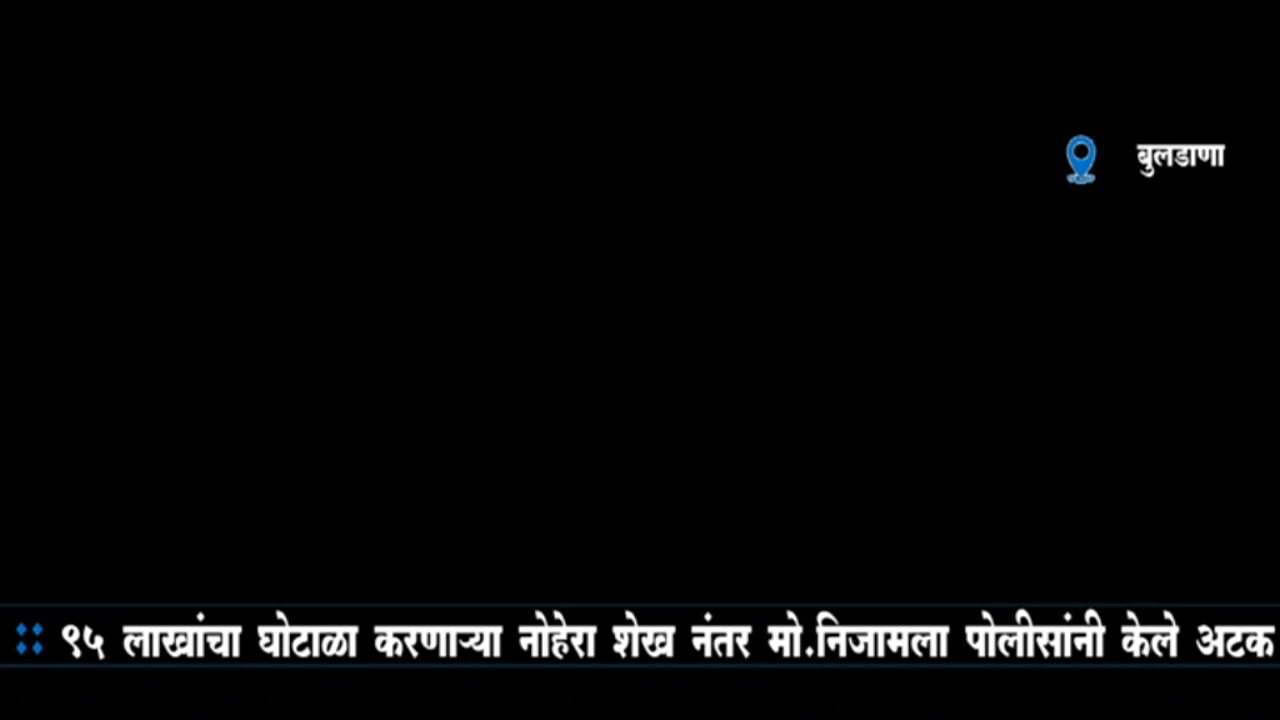 बुलडाणा
९५ लाखांचा घोटाळा करणाऱ्या नोहेरा शेख नंतर मो.निजामला पोलीसांनी केले अटक